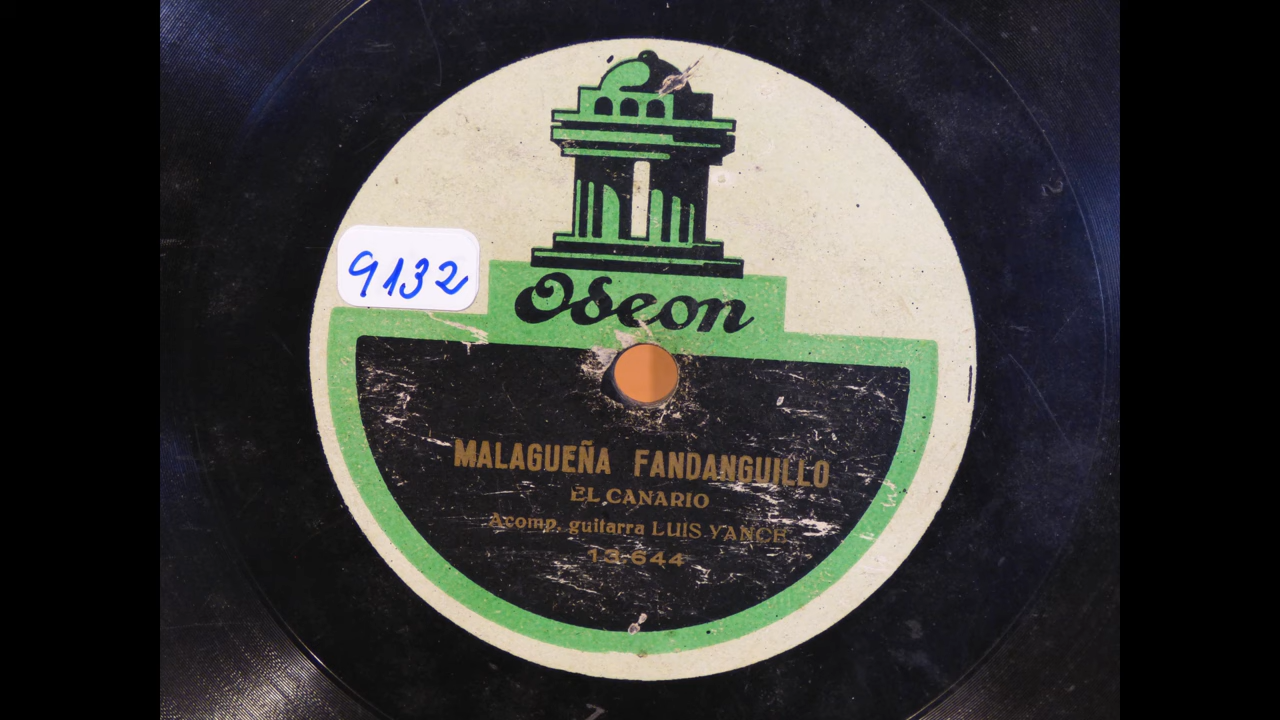 9132
Odeon
MALAGUEÑA FANDANGUILLO
EL CANARIO
Acomp. guitarra LUIS YANCE
13.644